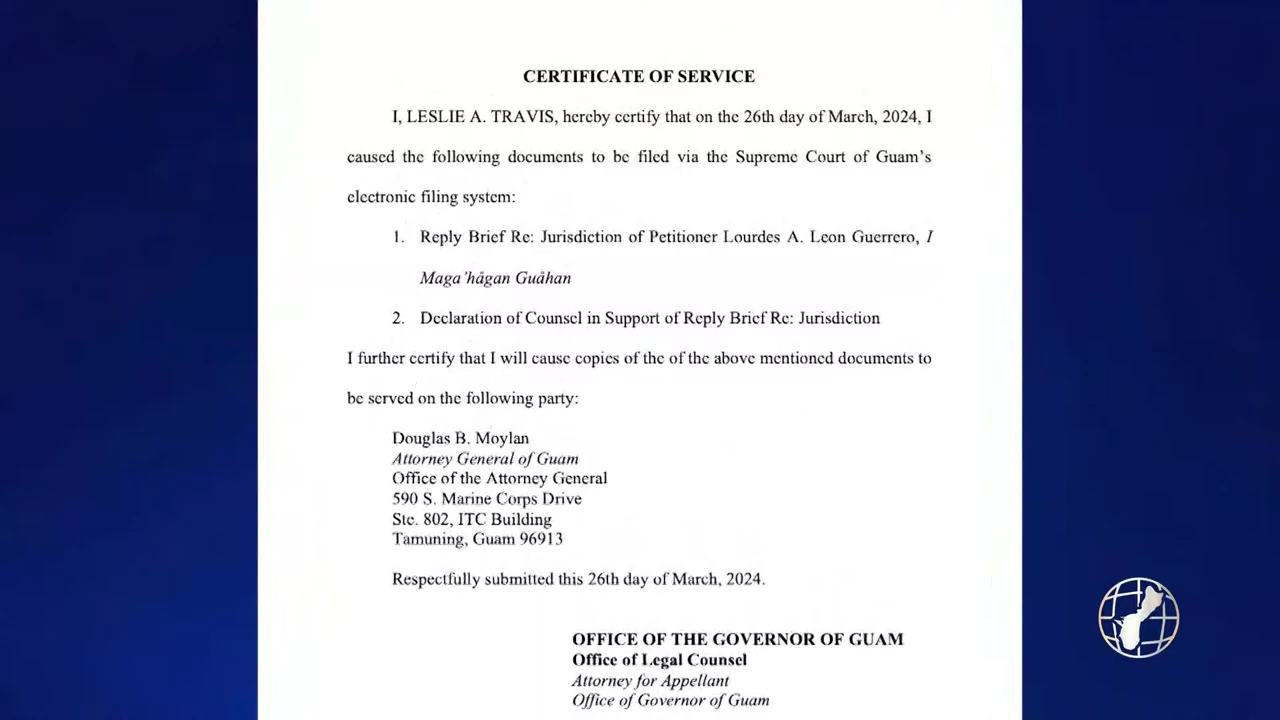 CERTIFICATE OF SERVICE
I, LESLIE A. TRAVIS, hereby certify that on the 26th day of March, 2024, I
caused the following documents to be filed via the Supreme Court of Guam's
electronic filing system:
1. Reply Brief Re: Jurisdiction of Petitioner Lourdes A. Leon Guerrero, I
Maga'hågan Guåhan
2. Declaration of Counsel in Support of Reply Brief Re: Jurisdiction
I further certify that I will cause copies of the of the above mentioned documents to
be served on the following party:
Douglas B. Moylan
Attorney General of Guam
Office of the Attorney General
590 S. Marine Corps Drive
Ste. 802, ITC Building
Tamuning, Guam 96913
Respectfully submitted this 26th day of March, 2024.
OFFICE OF THE GOVERNOR OF GUAM
Office of Legal Counsel
Attorney for Appellant
Office of Governor of Guam